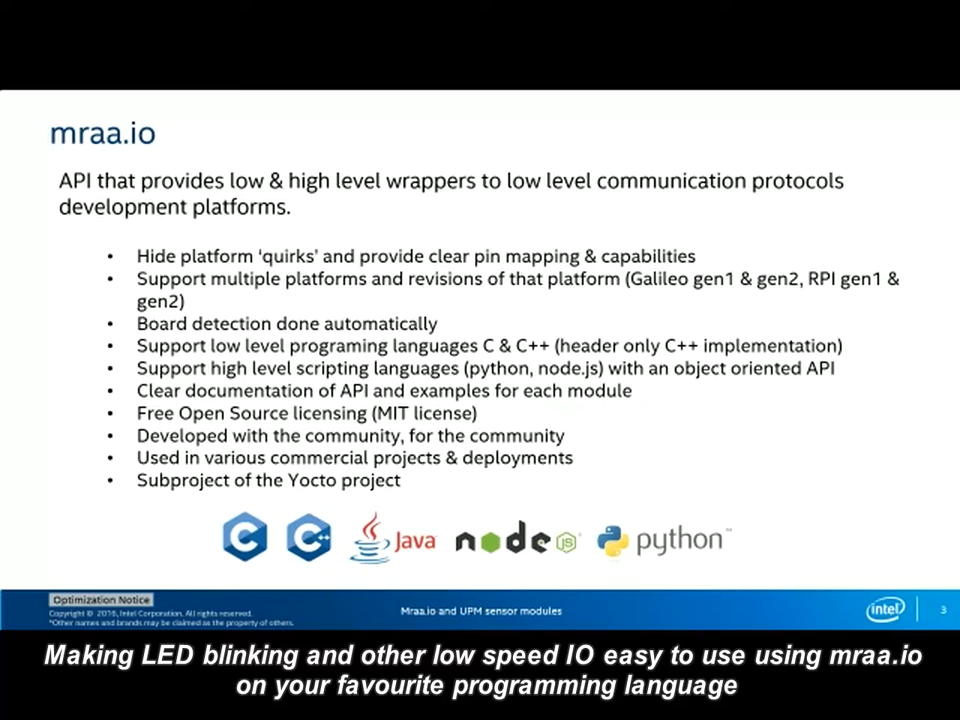 mraa.io
API that provides low & high level wrappers to low level communication protocols
development platforms.
• Hide platform ‘quirks’ and provide clear pin mapping & capabilities
• Support multiple platforms and revisions of that platform (Galileo gen1 & gen2, RPI gen1 &
gen2)
• Board detection done automatically
• Support low level programing languages C & C++ (header only C++ implementation)
• Support high level scripting languages (python, node.js) with an object oriented API
• Clear documentation of API and examples for each module
• Free Open Source licensing (MIT license)
• Developed with the community, for the community
• Used in various commercial projects & deployments
• Subproject of the Yocto project
C C++ Java node JS python™
Optimization Notice
Copyright © 2016, Intel Corporation. All rights reserved.
*Other names and brands may be claimed as the property of others.
Mraa.io and UPM sensor modules
intel
3
Making LED blinking and other low speed IO easy to use using mraa.io
on your favourite programming language